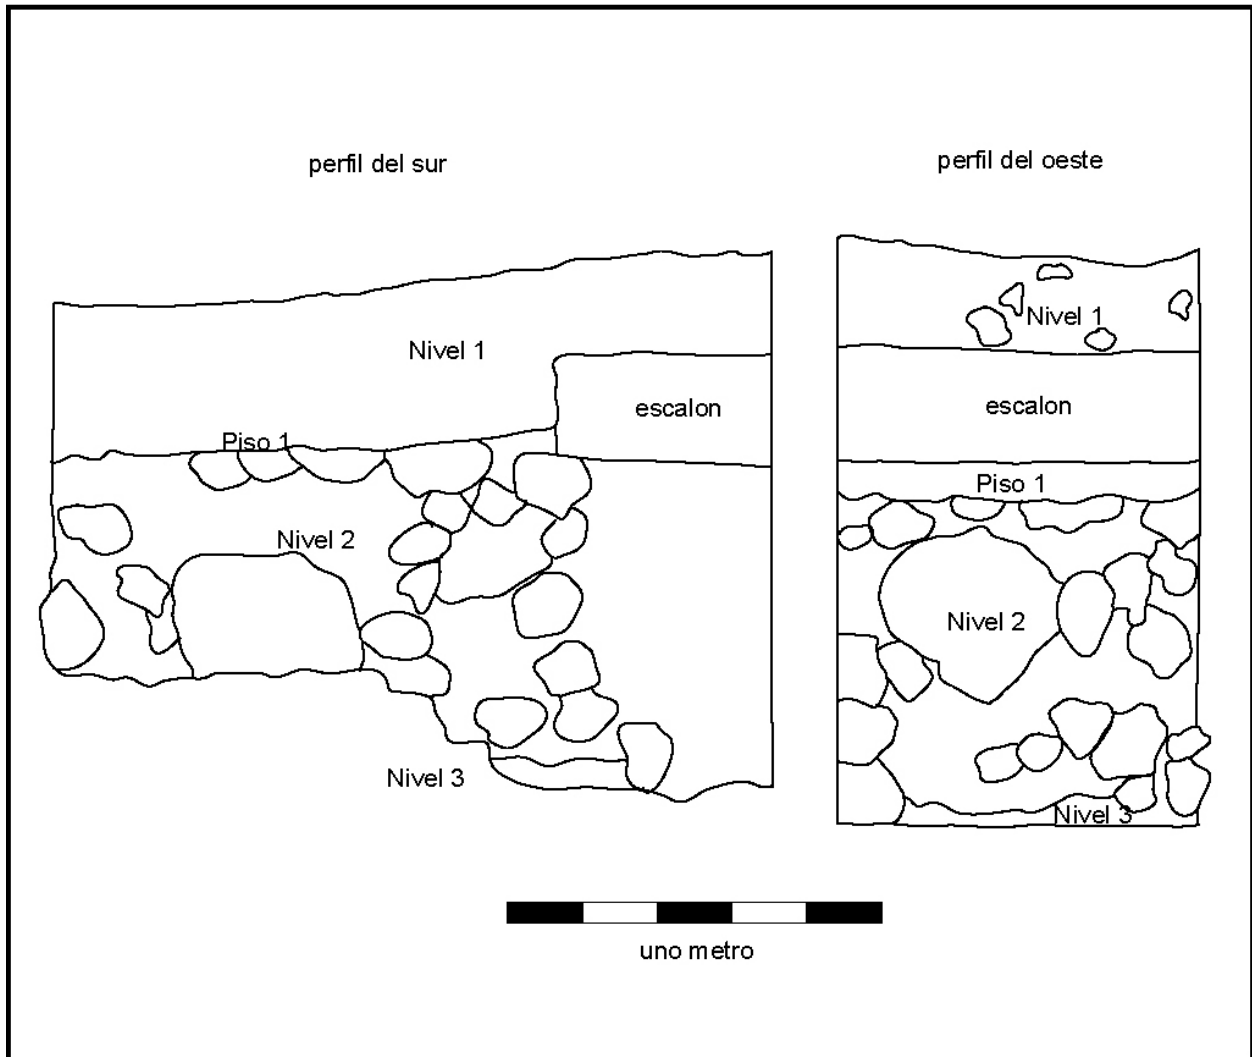 perfil del sur
Nivel 1
escalon
Piso 1
Nivel 2
Nivel 3
perfil del oeste
Nivel 1
escalon
Piso 1
Nivel 2
Nivel 3
uno metro